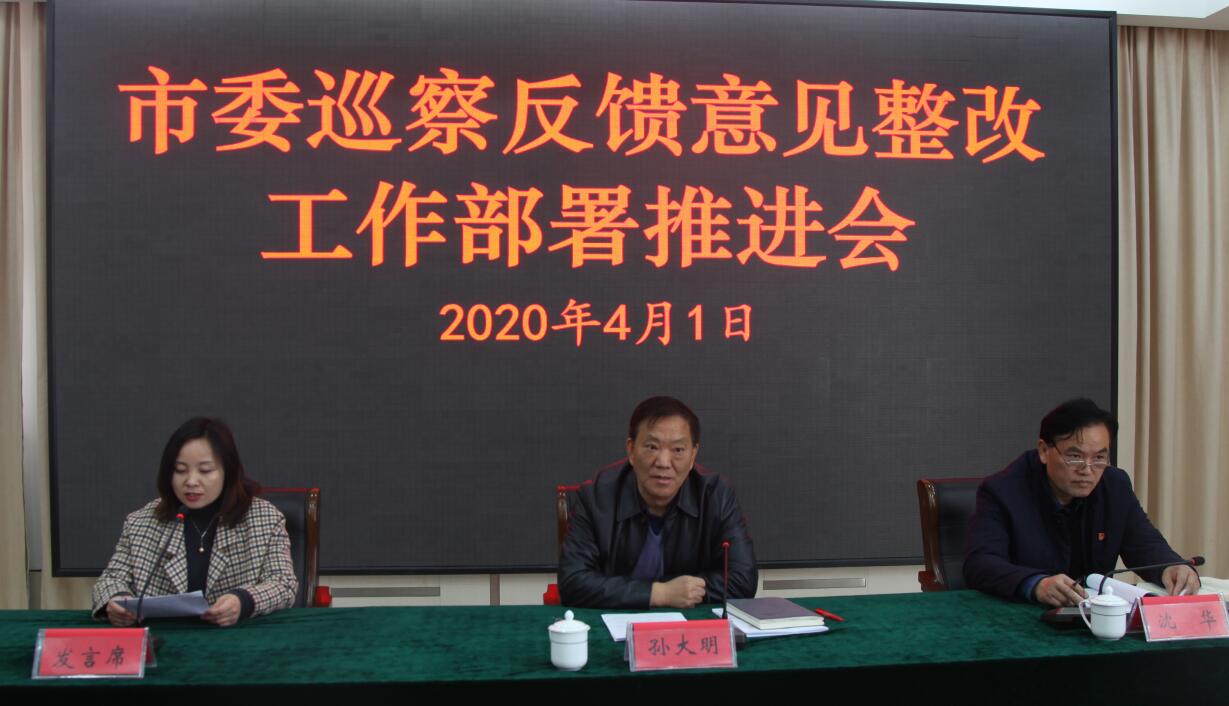 市委巡察反馈意见整改
工作部署推进会
2020年4月1日
发言席
孙大明
沈华